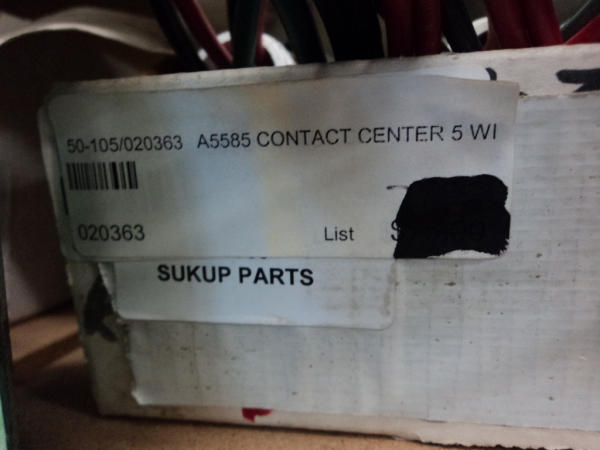 50-105/020363 A5585 CONTACT CENTER 5 WI
020363 List
SUKUP PARTS